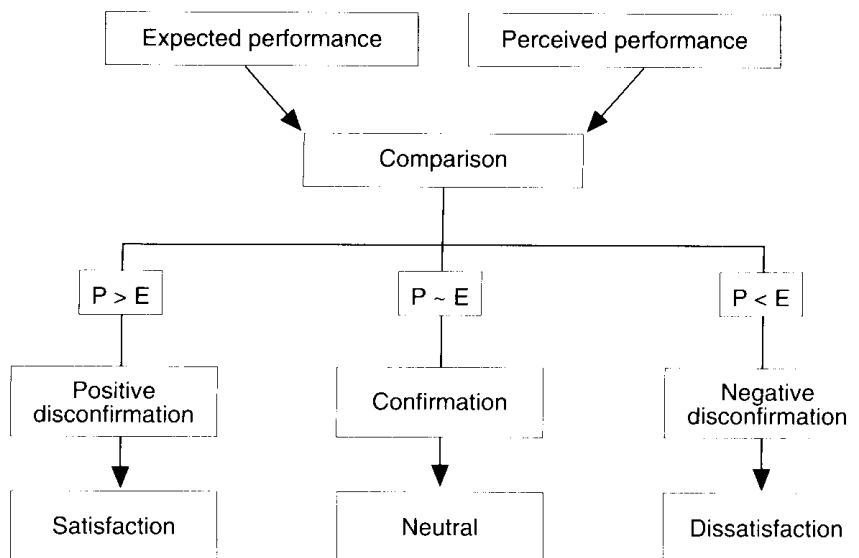 Expected performance
Perceived performance
Comparison
P > E
P ~ E
P < E
Positive
disconfirmation
Confirmation
Negative
disconfirmation
Satisfaction
Neutral
Dissatisfaction